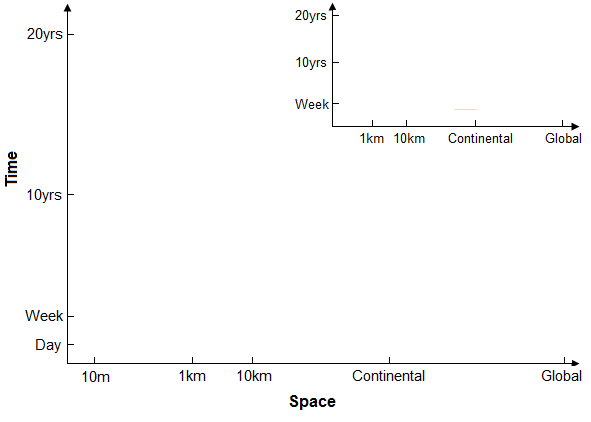 20yrs
10yrs
Week
1km 10km Continental Global
20yrs
10yrs
Week
Day
Time
10m 1km 10km Continental Global
Space